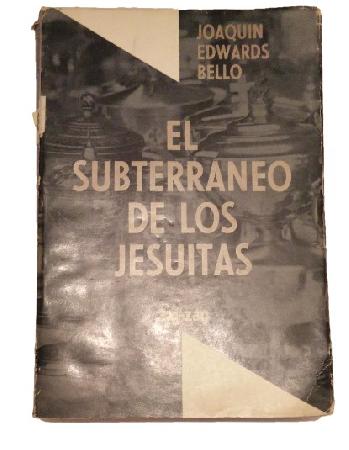 JOAQUIN
EDWARDS
BELLO
EL
SUBTERRANEO
DE LOS
JESUITAS